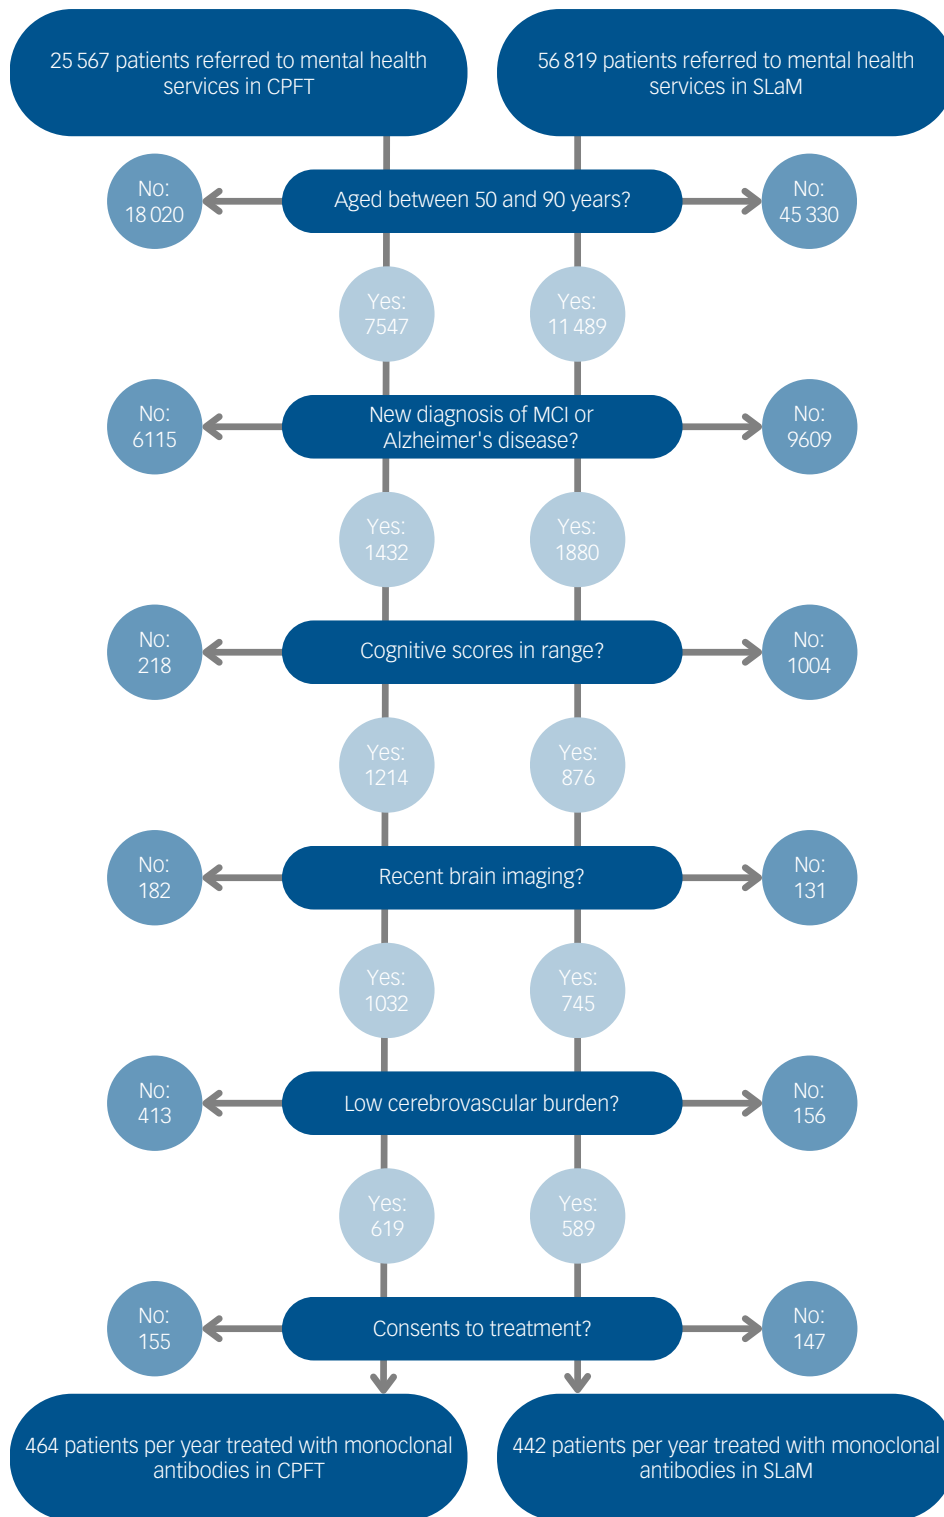 25 567 patients referred to mental health
services in CPFT
56 819 patients referred to mental health
services in SLaM
No:
18 020
Aged between 50 and 90 years?
No:
45 330
Yes:
7547
Yes:
11 489
No:
6115
New diagnosis of MCI or
Alzheimer's disease?
No:
9609
Yes:
1432
Yes:
1880
No:
218
Cognitive scores in range?
No:
1004
Yes:
1214
Yes:
876
No:
182
Recent brain imaging?
No:
131
Yes:
1032
Yes:
745
No:
413
Low cerebrovascular burden?
No:
156
Yes:
619
Yes:
589
No:
155
Consents to treatment?
No:
147
464 patients per year treated with monoclonal
antibodies in CPFT
442 patients per year treated with monoclonal
antibodies in SLaM